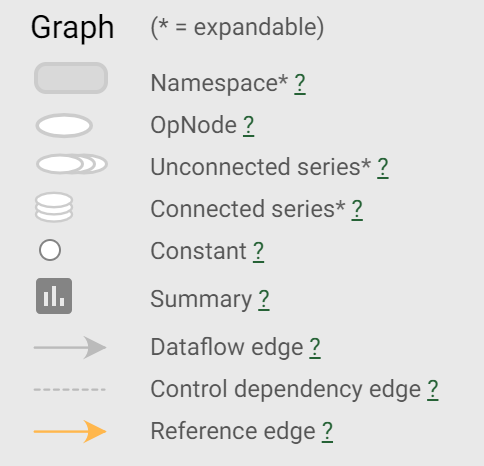 Graph (* = expandable)
Namespace* ?
OpNode ?
Unconnected series* ?
Connected series* ?
Constant ?
Summary ?
Dataflow edge ?
Control dependency edge ?
Reference edge ?